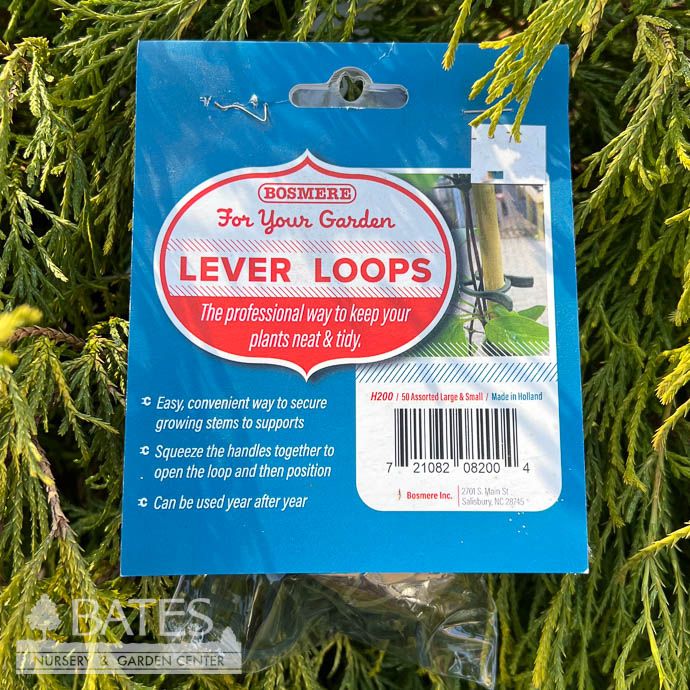 BOSMERE
For Your Garden
LEVER LOOPS
The professional way to keep your
plants neat & tidy.
Easy, convenient way to secure
growing stems to supports
Squeeze the handles together to
open the loop and then position
Can be used year after year
H200 / 50 Assorted Large & Small / Made in Holland
7 21082 08200 4
Bosmere Inc.
2701 S. Main St
Salisbury, NC 28145
BATES
NURSERY & GARDEN CENTER